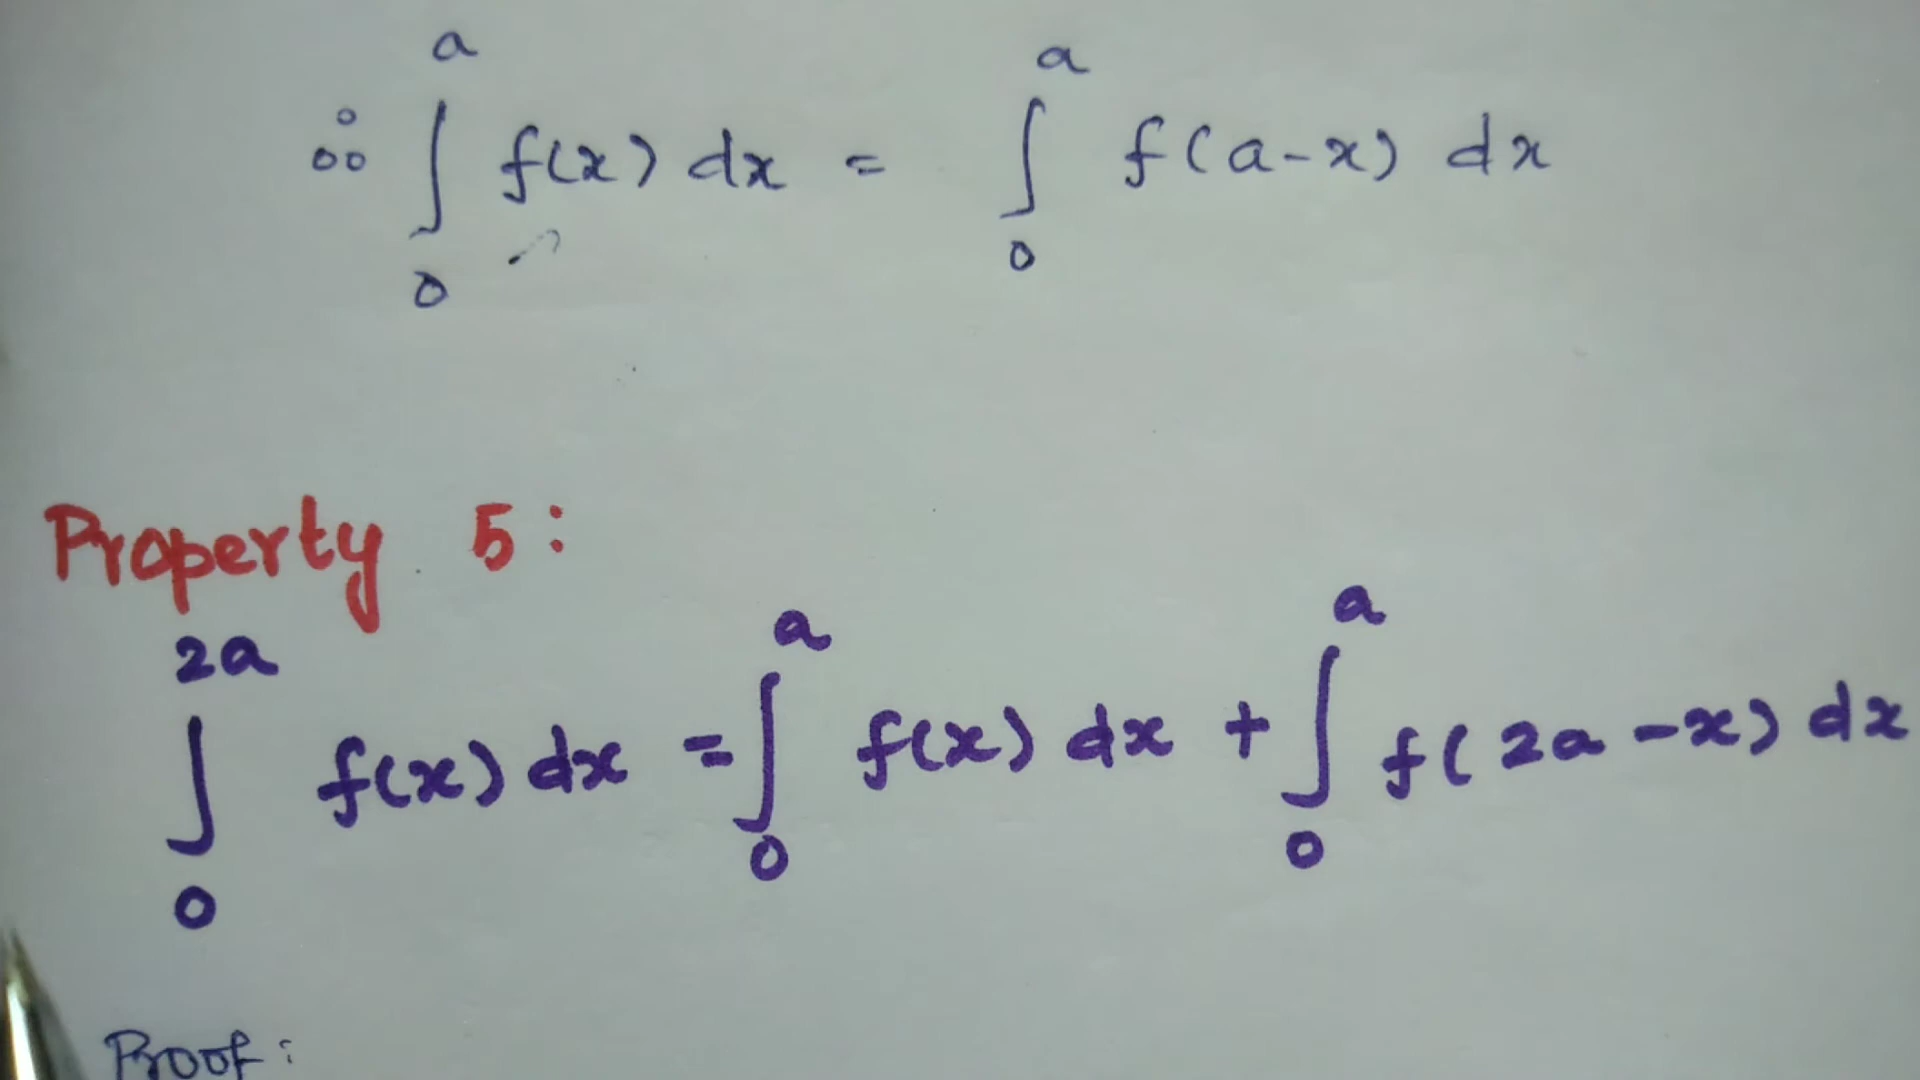 ∴ ∫₀ᵃ f(x) dx = ∫₀ᵃ f(a-x) dx
Property 5:
∫₀²ᵃ f(x) dx = ∫₀ᵃ f(x) dx + ∫₀ᵃ f(2a-x) dx
Proof: